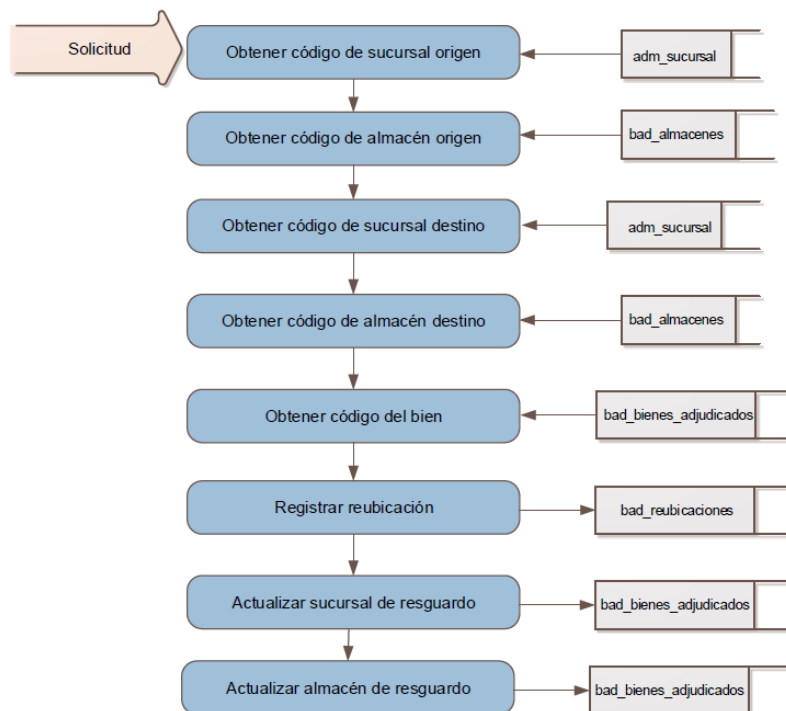 Solicitud
Obtener código de sucursal origen
adm_sucursal
Obtener código de almacén origen
bad_almacenes
Obtener código de sucursal destino
adm_sucursal
Obtener código de almacén destino
bad_almacenes
Obtener código del bien
bad_bienes_adjudicados
Registrar reubicación
bad_reubicaciones
Actualizar sucursal de resguardo
bad_bienes_adjudicados
Actualizar almacén de resguardo
bad_bienes_adjudicados